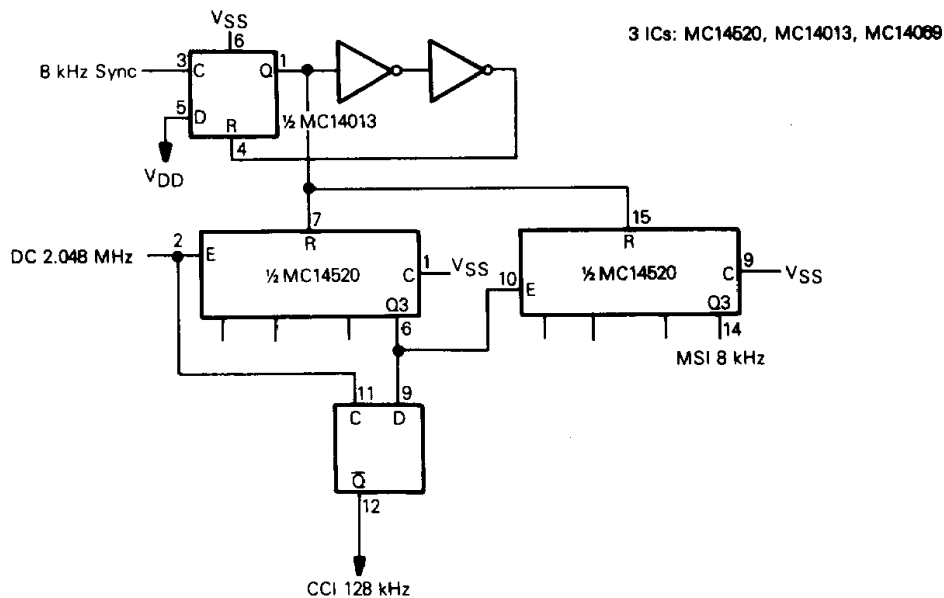 VSS
6
3 ICs: MC14520, MC14013, MC14069
8 kHz Sync
3
C
Q
1
5
D
R
½ MC14013
4
VDD
7
15
DC 2.048 MHz
2
E
R
½ MC14520
C
1
VSS
Q3
6
10
E
R
½ MC14520
C
9
VSS
Q3
14
MSI 8 kHz
11
9
C
D
Q̅
12
CCI 128 kHz